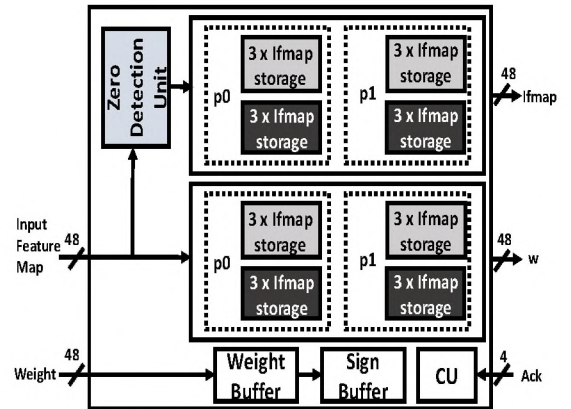 Zero
Detection
Unit
p0
3 x Ifmap
storage
3 x Ifmap
storage
p1
3 x Ifmap
storage
3 x Ifmap
storage
48
Ifmap
Input
Feature
Map
48
p0
3 x Ifmap
storage
3 x Ifmap
storage
p1
3 x Ifmap
storage
3 x Ifmap
storage
48
w
Weight
48
Weight
Buffer
Sign
Buffer
CU
4
Ack